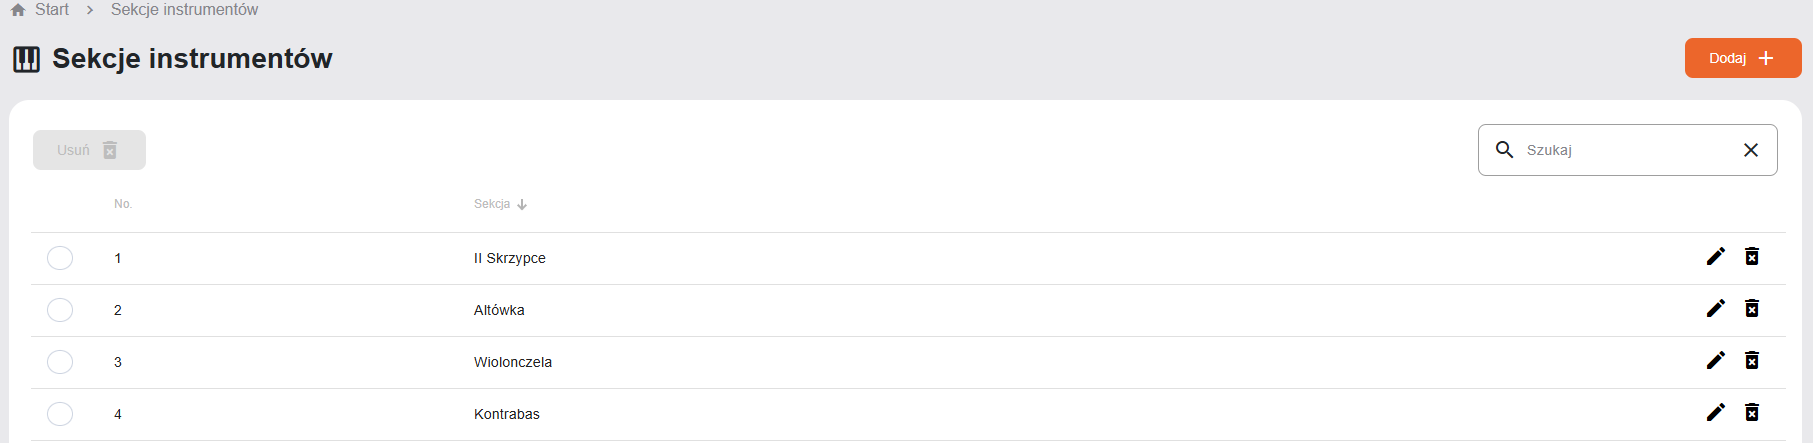 Start > Sekcje instrumentów
Sekcje instrumentów
Dodaj +
Usuń
Szukaj
No. Sekcja
1 II Skrzypce
2 Altówka
3 Wiolonczela
4 Kontrabas